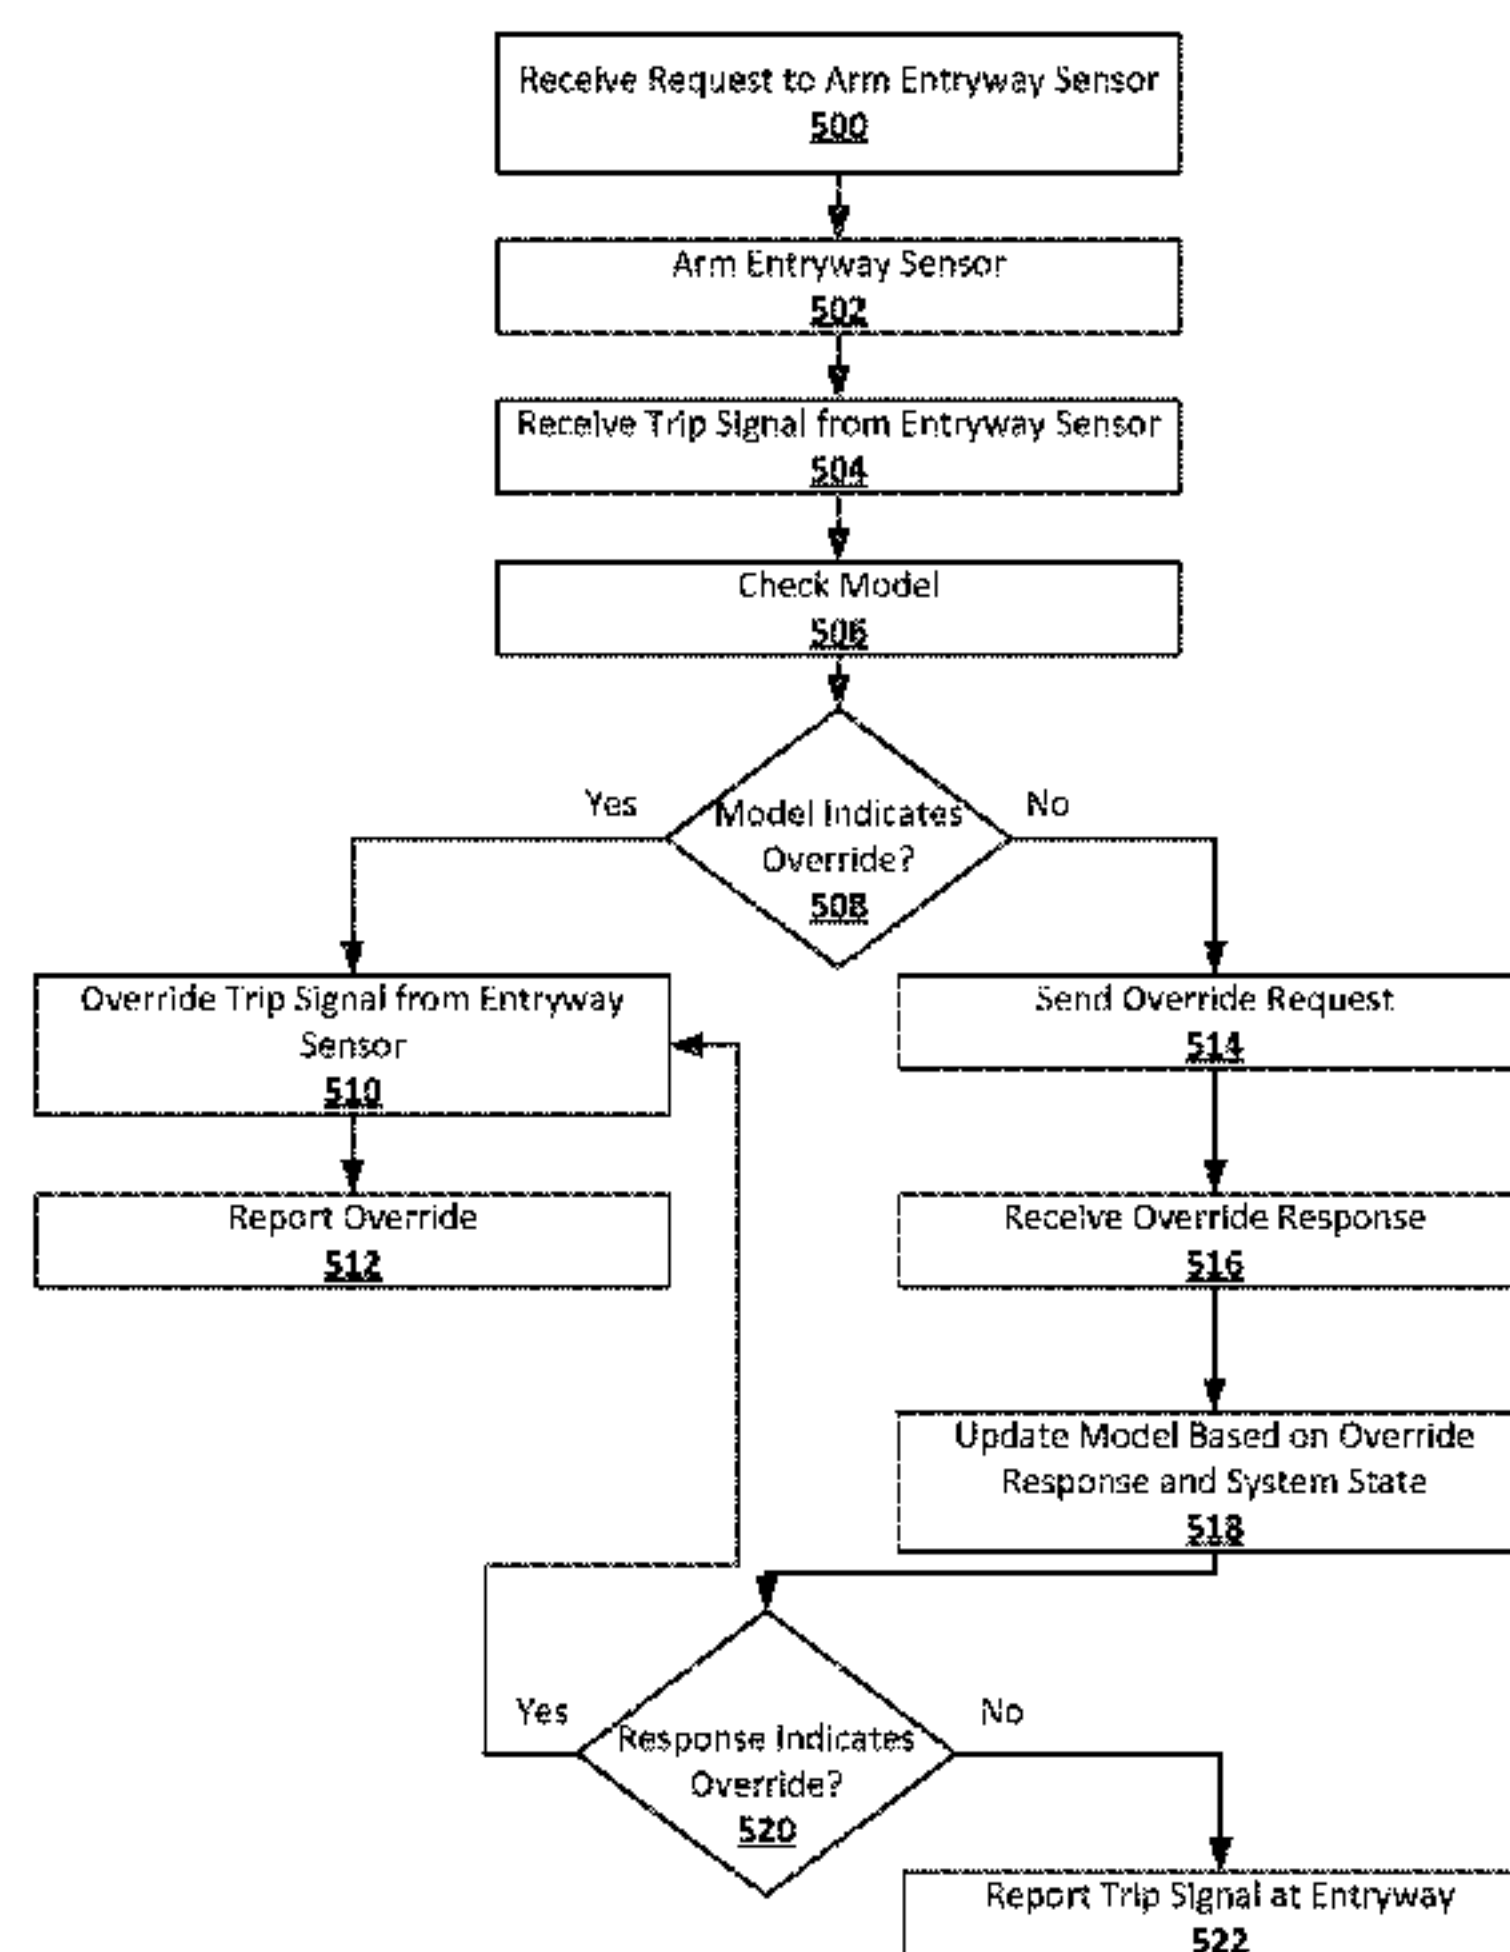 Receive Request to Arm Entryway Sensor
500
Arm Entryway Sensor
502
Receive Trip Signal from Entryway Sensor
504
Check Model
506
Yes
No
Model Indicates
Override?
508
Override Trip Signal from Entryway
Sensor
510
Send Override Request
514
Report Override
512
Receive Override Response
516
Update Model Based on Override
Response and System State
518
Yes
No
Response Indicates
Override?
520
Report Trip Signal at Entryway
522